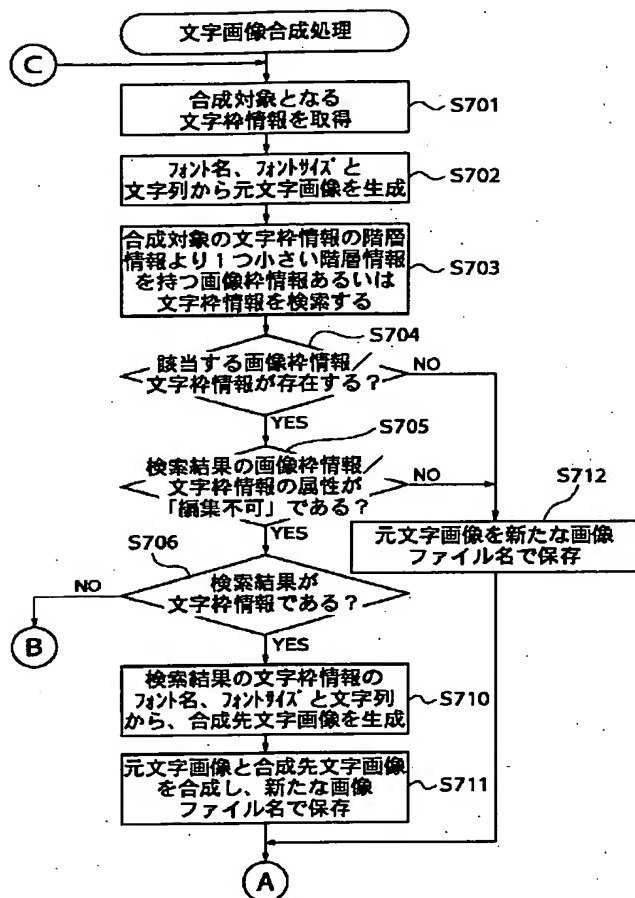 文字画像合成処理
C
合成対象となる
文字枠情報を取得
S701
フォント名、フォントサイズと
文字列から元文字画像を生成
S702
合成対象の文字枠情報の階層
情報より1つ小さい階層情報
を持つ画像枠情報あるいは
文字枠情報を検索する
S703
S704
該当する画像枠情報/
文字枠情報が存在する?
NO
YES
S705
検索結果の画像枠情報/
文字枠情報の属性が
「編集不可」である?
NO
YES
S712
元文字画像を新たな画像
ファイル名で保存
S706
検索結果が
文字枠情報である?
NO
B
YES
検索結果の文字枠情報の
フォント名、フォントサイズと文字列
から、合成先文字画像を生成
S710
元文字画像と合成先文字画像
を合成し、新たな画像
ファイル名で保存
S711
A